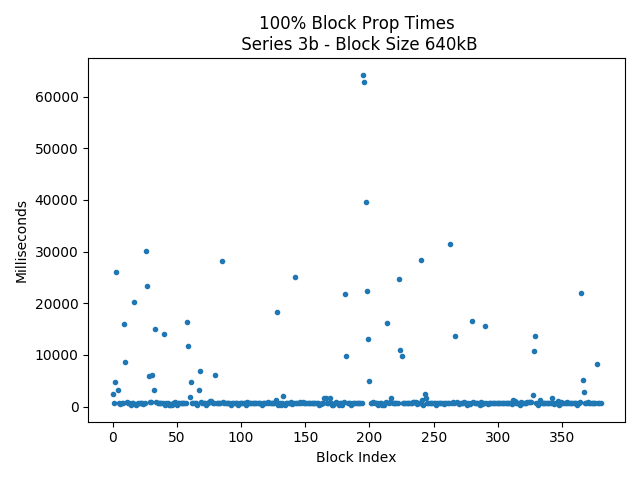 100% Block Prop Times
Series 3b - Block Size 640kB
60000
50000
40000
30000
20000
10000
0
Milliseconds
0 50 100 150 200 250 300 350
Block Index